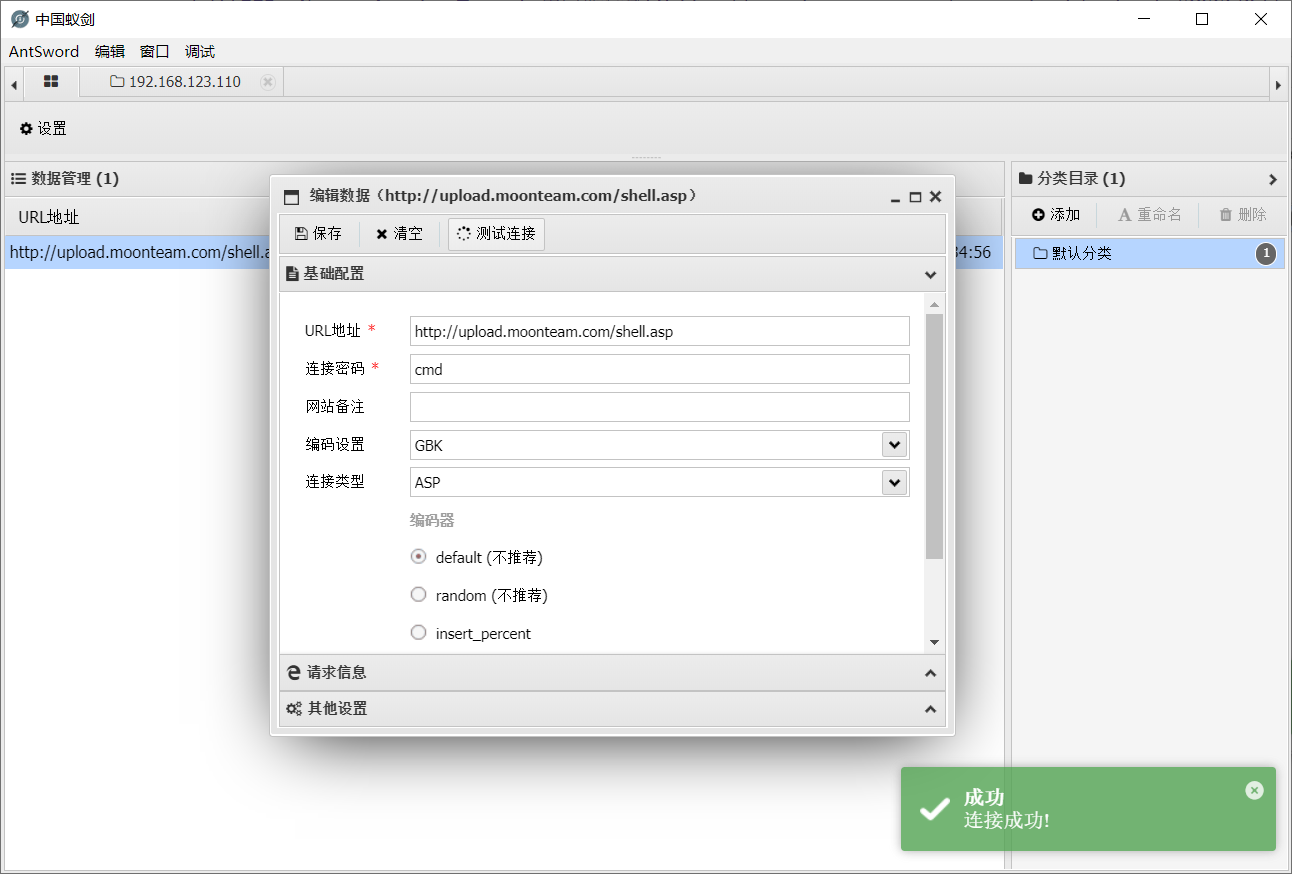 中国蚁剑
AntSword 编辑 窗口 调试
192.168.123.110
设置
数据管理 (1)
分类目录 (1)
URL地址
添加 重命名 删除
http://upload.moonteam.com/shell.a
34:56
默认分类 1
编辑数据（http://upload.moonteam.com/shell.asp）
保存 清空 测试连接
基础配置
URL地址 * http://upload.moonteam.com/shell.asp
连接密码 * cmd
网站备注
编码设置 GBK
连接类型 ASP
编码器
default (不推荐)
random (不推荐)
insert_percent
请求信息
其他设置
成功
连接成功!